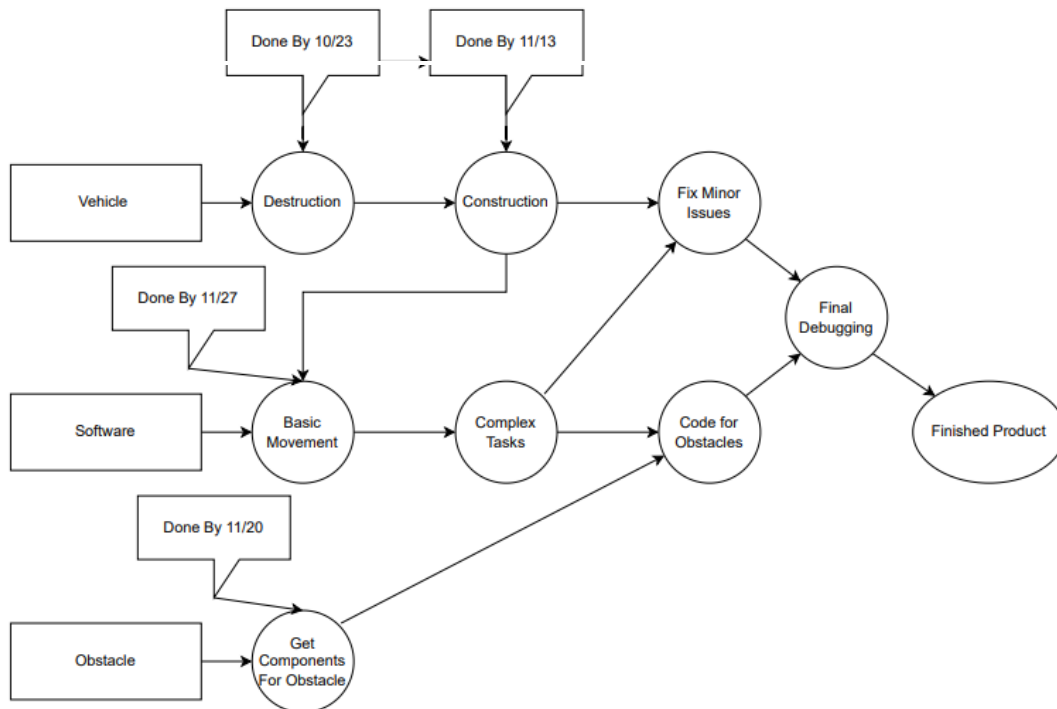 Done By 10/23
Done By 11/13
Vehicle
Destruction
Construction
Fix Minor
Issues
Done By 11/27
Final
Debugging
Software
Basic
Movement
Complex
Tasks
Code for
Obstacles
Finished Product
Done By 11/20
Obstacle
Get
Components
For Obstacle